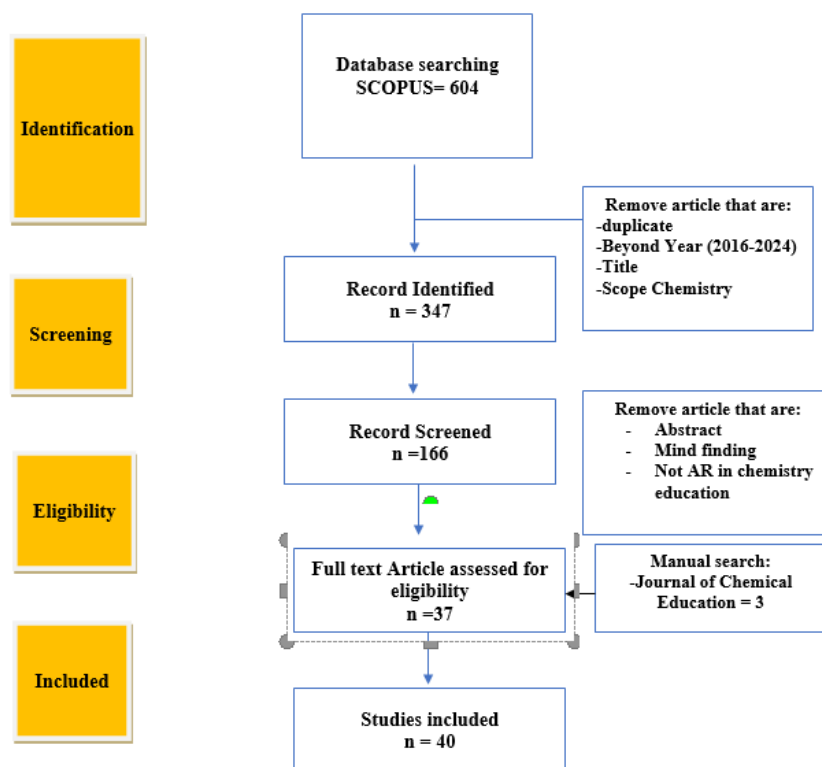 Identification
Database searching
SCOPUS= 604
Remove article that are:
-duplicate
-Beyond Year (2016-2024)
-Title
-Scope Chemistry
Screening
Record Identified
n = 347
Record Screened
n =166
Remove article that are:
- Abstract
- Mind finding
- Not AR in chemistry
education
Eligibility
Full text Article assessed for
eligibility
n =37
Manual search:
-Journal of Chemical
Education = 3
Included
Studies included
n = 40